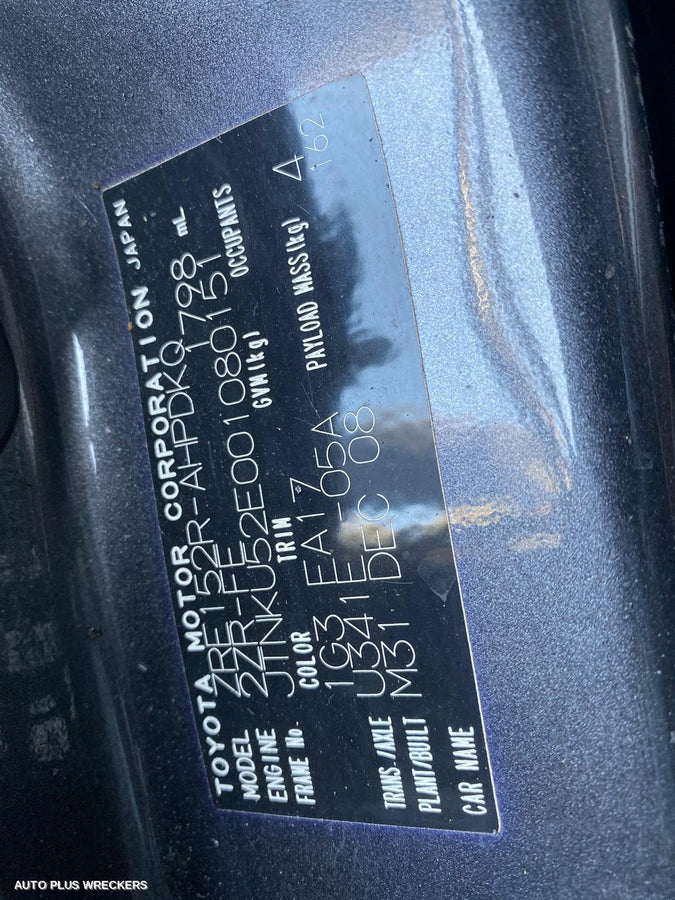 TOYOTA MOTOR CORPORATION JAPAN
MODEL ZRE152R-AHPDKQ
ENGINE 2ZR-FE 1798 mL
FRAME No. JTNKU52E001080151
COLOR TRIM GVM(kg) OCCUPANTS
1G3 FA17 4
TRANS./AXLE U341E -05A PAYLOAD MASS(kg) 162
PLANT/BUILT M31 DEC 08
CAR NAME
AUTO PLUS WRECKERS